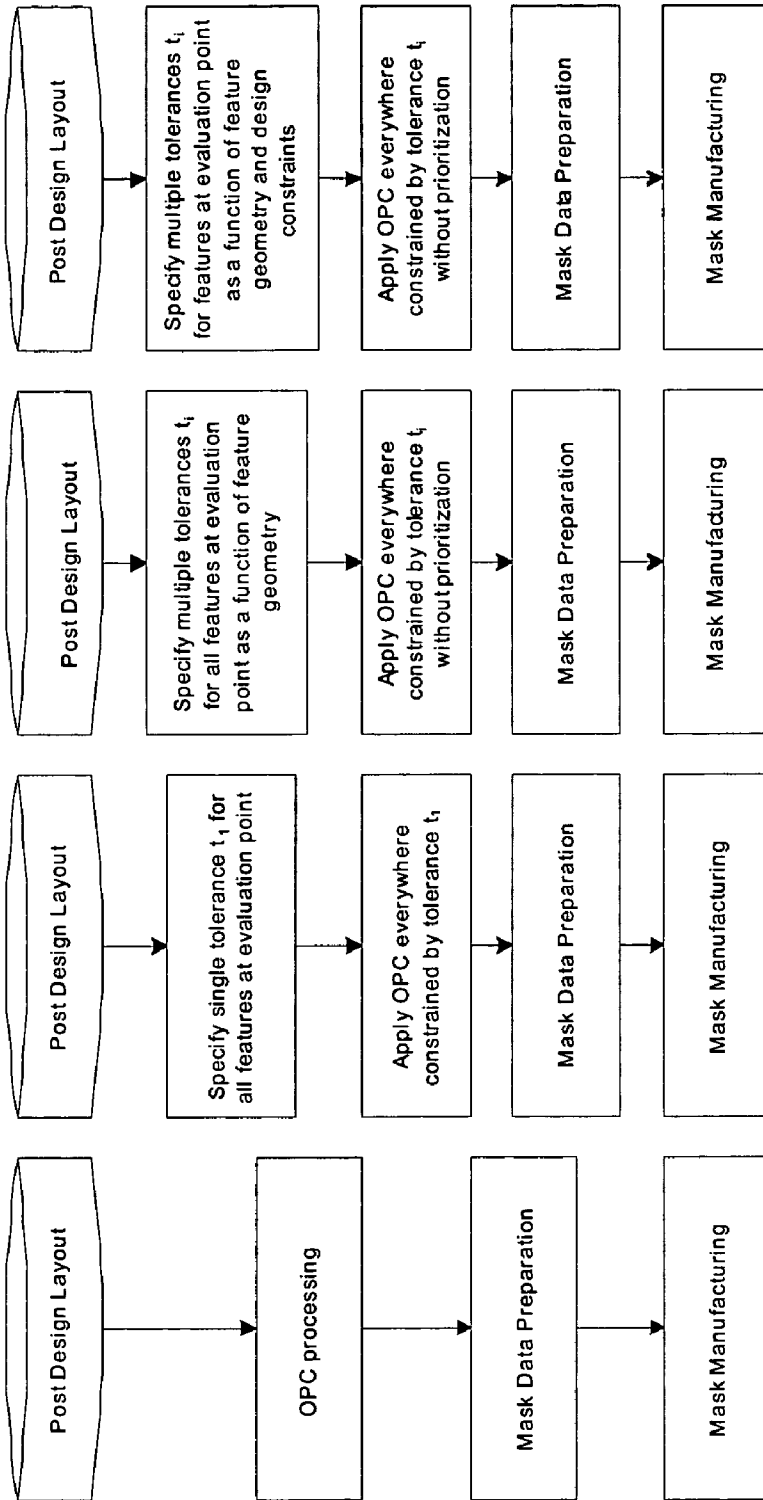 Post Design Layout
OPC processing
Mask Data Preparation
Mask Manufacturing
Post Design Layout
Specify single tolerance t₁ for
all features at evaluation point
Apply OPC everywhere
constrained by tolerance t₁
Mask Data Preparation
Mask Manufacturing
Post Design Layout
Specify multiple tolerances tᵢ
for all features at evaluation
point as a function of feature
geometry
Apply OPC everywhere
constrained by tolerance tᵢ
without prioritization
Mask Data Preparation
Mask Manufacturing
Post Design Layout
Specify multiple tolerances tᵢ
for features at evaluation point
as a function of feature
geometry and design
constraints
Apply OPC everywhere
constrained by tolerance tᵢ
without prioritization
Mask Data Preparation
Mask Manufacturing